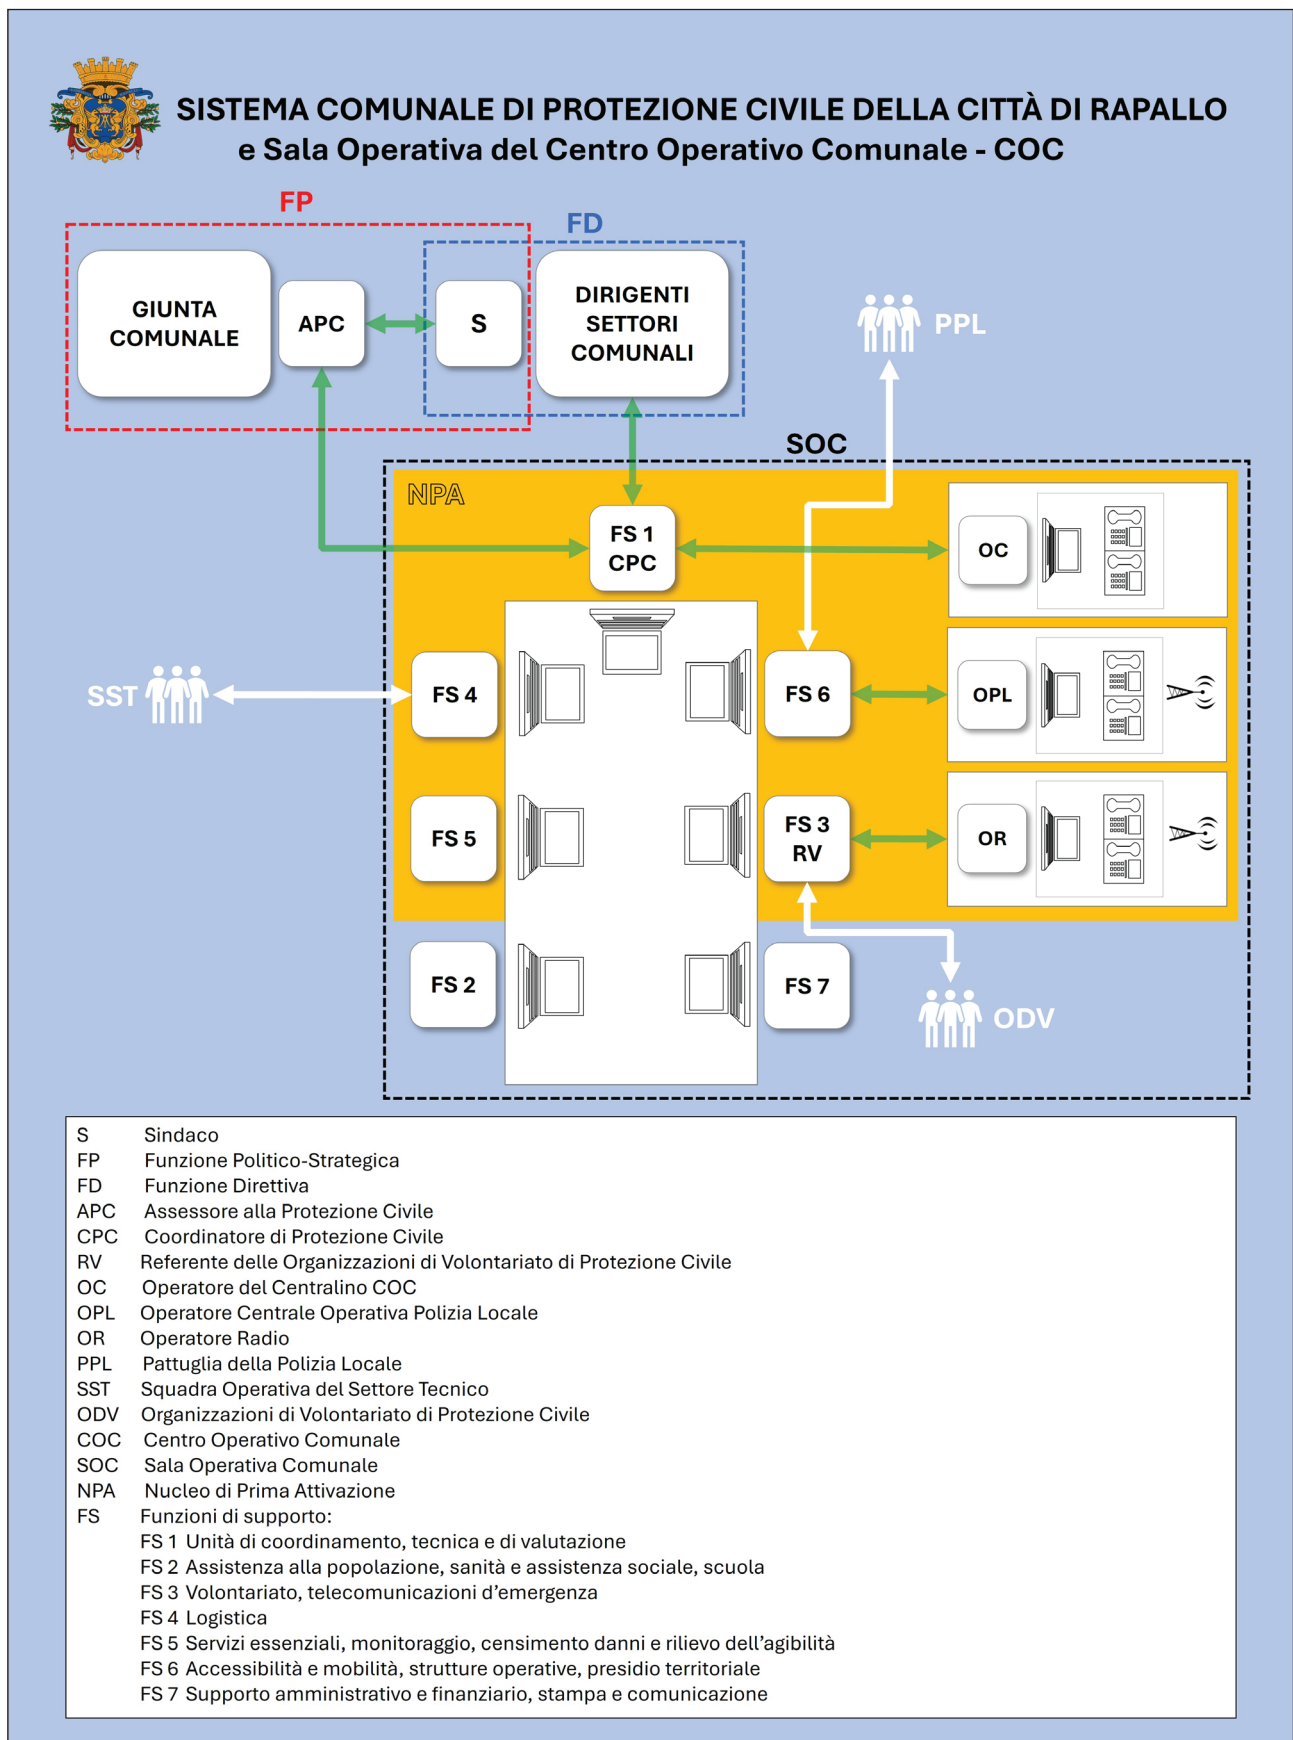 SISTEMA COMUNALE DI PROTEZIONE CIVILE DELLA CITTÀ DI RAPALLO
e Sala Operativa del Centro Operativo Comunale - COC
FP
FD
GIUNTA
COMUNALE
APC
S
DIRIGENTI
SETTORI
COMUNALI
PPL
SOC
NPA
FS 1
CPC
OC
SST
FS 4
FS 6
OPL
FS 5
FS 3
RV
OR
FS 2
FS 7
ODV
S Sindaco
FP Funzione Politico-Strategica
FD Funzione Direttiva
APC Assessore alla Protezione Civile
CPC Coordinatore di Protezione Civile
RV Referente delle Organizzazioni di Volontariato di Protezione Civile
OC Operatore del Centralino COC
OPL Operatore Centrale Operativa Polizia Locale
OR Operatore Radio
PPL Pattuglia della Polizia Locale
SST Squadra Operativa del Settore Tecnico
ODV Organizzazioni di Volontariato di Protezione Civile
COC Centro Operativo Comunale
SOC Sala Operativa Comunale
NPA Nucleo di Prima Attivazione
FS Funzioni di supporto:
FS 1 Unità di coordinamento, tecnica e di valutazione
FS 2 Assistenza alla popolazione, sanità e assistenza sociale, scuola
FS 3 Volontariato, telecomunicazioni d'emergenza
FS 4 Logistica
FS 5 Servizi essenziali, monitoraggio, censimento danni e rilievo dell'agibilità
FS 6 Accessibilità e mobilità, strutture operative, presidio territoriale
FS 7 Supporto amministrativo e finanziario, stampa e comunicazione